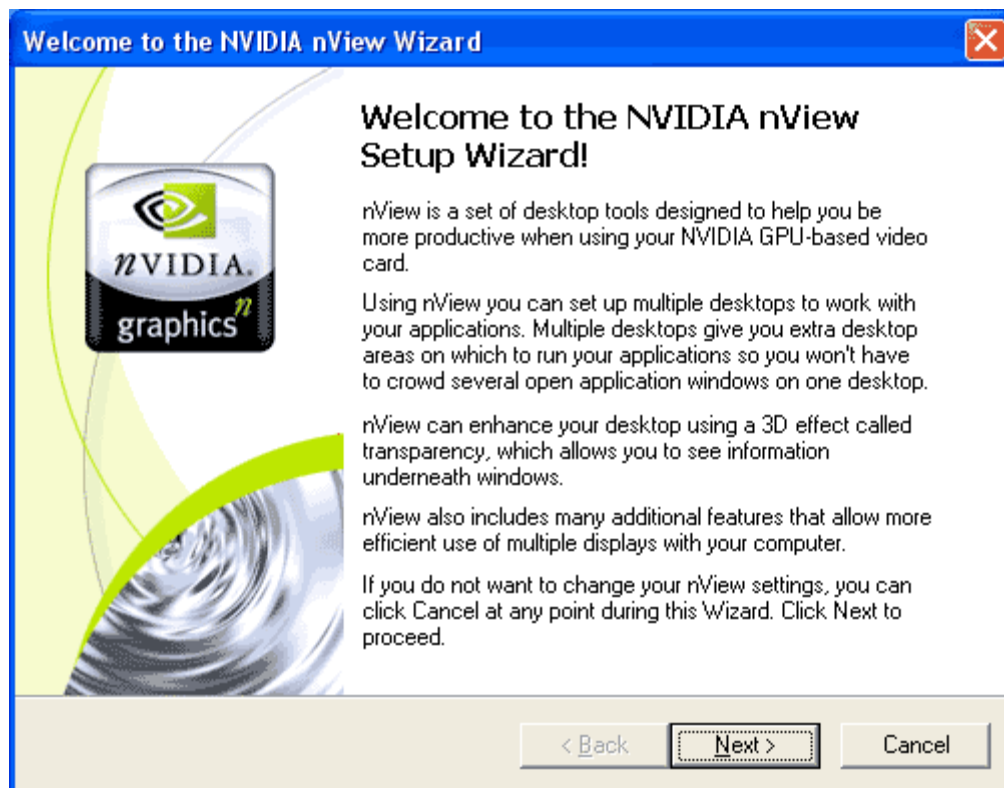 Welcome to the NVIDIA nView Wizard
Welcome to the NVIDIA nView
Setup Wizard!
nView is a set of desktop tools designed to help you be
more productive when using your NVIDIA GPU-based video
card.
Using nView you can set up multiple desktops to work with
your applications. Multiple desktops give you extra desktop
areas on which to run your applications so you won't have
to crowd several open application windows on one desktop.
nView can enhance your desktop using a 3D effect called
transparency, which allows you to see information
underneath windows.
nView also includes many additional features that allow more
efficient use of multiple displays with your computer.
If you do not want to change your nView settings, you can
click Cancel at any point during this Wizard. Click Next to
proceed.
nVIDIA.
graphics n
< Back
Next >
Cancel